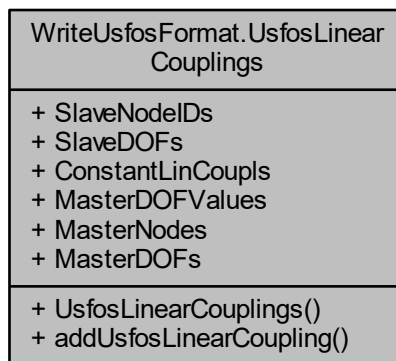 WriteUsfosFormat.UsfosLinear
Couplings
+ SlaveNodeIDs
+ SlaveDOFs
+ ConstantLinCoupls
+ MasterDOFValues
+ MasterNodes
+ MasterDOFs
+ UsfosLinearCouplings()
+ addUsfosLinearCoupling()